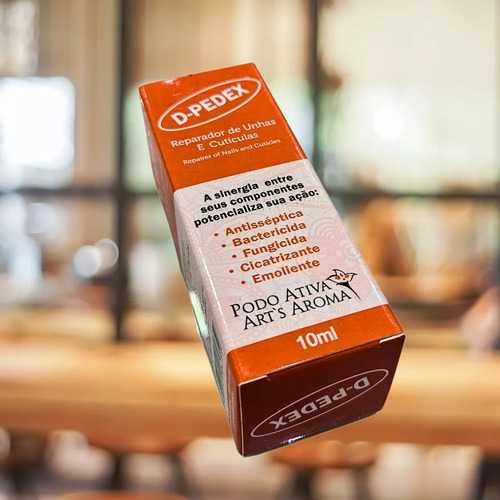 D-PEDEX
Reparador de Unhas
E Cutículas
Repairer of Nails and Cuticles
A sinergia entre
seus componentes
potencializa sua ação:
• Antisséptica
• Bactericida
• Fungicida
• Cicatrizante
• Emoliente
PODO ATIVA
ART'S AROMA
10ml
D-PEDEX